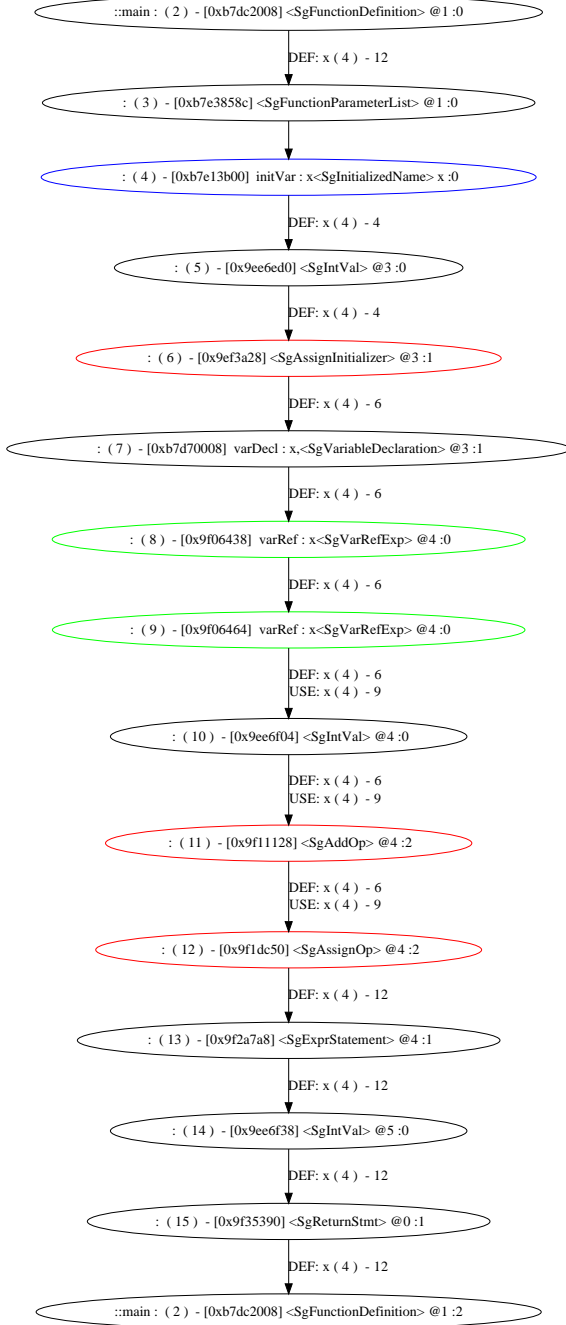 ::main : ( 2 ) - [0xb7dc2008] <SgFunctionDefinition> @1 :0
DEF: x ( 4 ) - 12
: ( 3 ) - [0xb7e3858c] <SgFunctionParameterList> @1 :0
: ( 4 ) - [0xb7e13b00] initVar : x<SgInitializedName> x :0
DEF: x ( 4 ) - 4
: ( 5 ) - [0x9ee6ed0] <SgIntVal> @3 :0
DEF: x ( 4 ) - 4
: ( 6 ) - [0x9ef3a28] <SgAssignInitializer> @3 :1
DEF: x ( 4 ) - 6
: ( 7 ) - [0xb7d70008] varDecl : x,<SgVariableDeclaration> @3 :1
DEF: x ( 4 ) - 6
: ( 8 ) - [0x9f06438] varRef : x<SgVarRefExp> @4 :0
DEF: x ( 4 ) - 6
: ( 9 ) - [0x9f06464] varRef : x<SgVarRefExp> @4 :0
DEF: x ( 4 ) - 6
USE: x ( 4 ) - 9
: ( 10 ) - [0x9ee6f04] <SgIntVal> @4 :0
DEF: x ( 4 ) - 6
USE: x ( 4 ) - 9
: ( 11 ) - [0x9f11128] <SgAddOp> @4 :2
DEF: x ( 4 ) - 6
USE: x ( 4 ) - 9
: ( 12 ) - [0x9f1dc50] <SgAssignOp> @4 :2
DEF: x ( 4 ) - 12
: ( 13 ) - [0x9f2a7a8] <SgExprStatement> @4 :1
DEF: x ( 4 ) - 12
: ( 14 ) - [0x9ee6f38] <SgIntVal> @5 :0
DEF: x ( 4 ) - 12
: ( 15 ) - [0x9f35390] <SgReturnStmt> @0 :1
DEF: x ( 4 ) - 12
::main : ( 2 ) - [0xb7dc2008] <SgFunctionDefinition> @1 :2